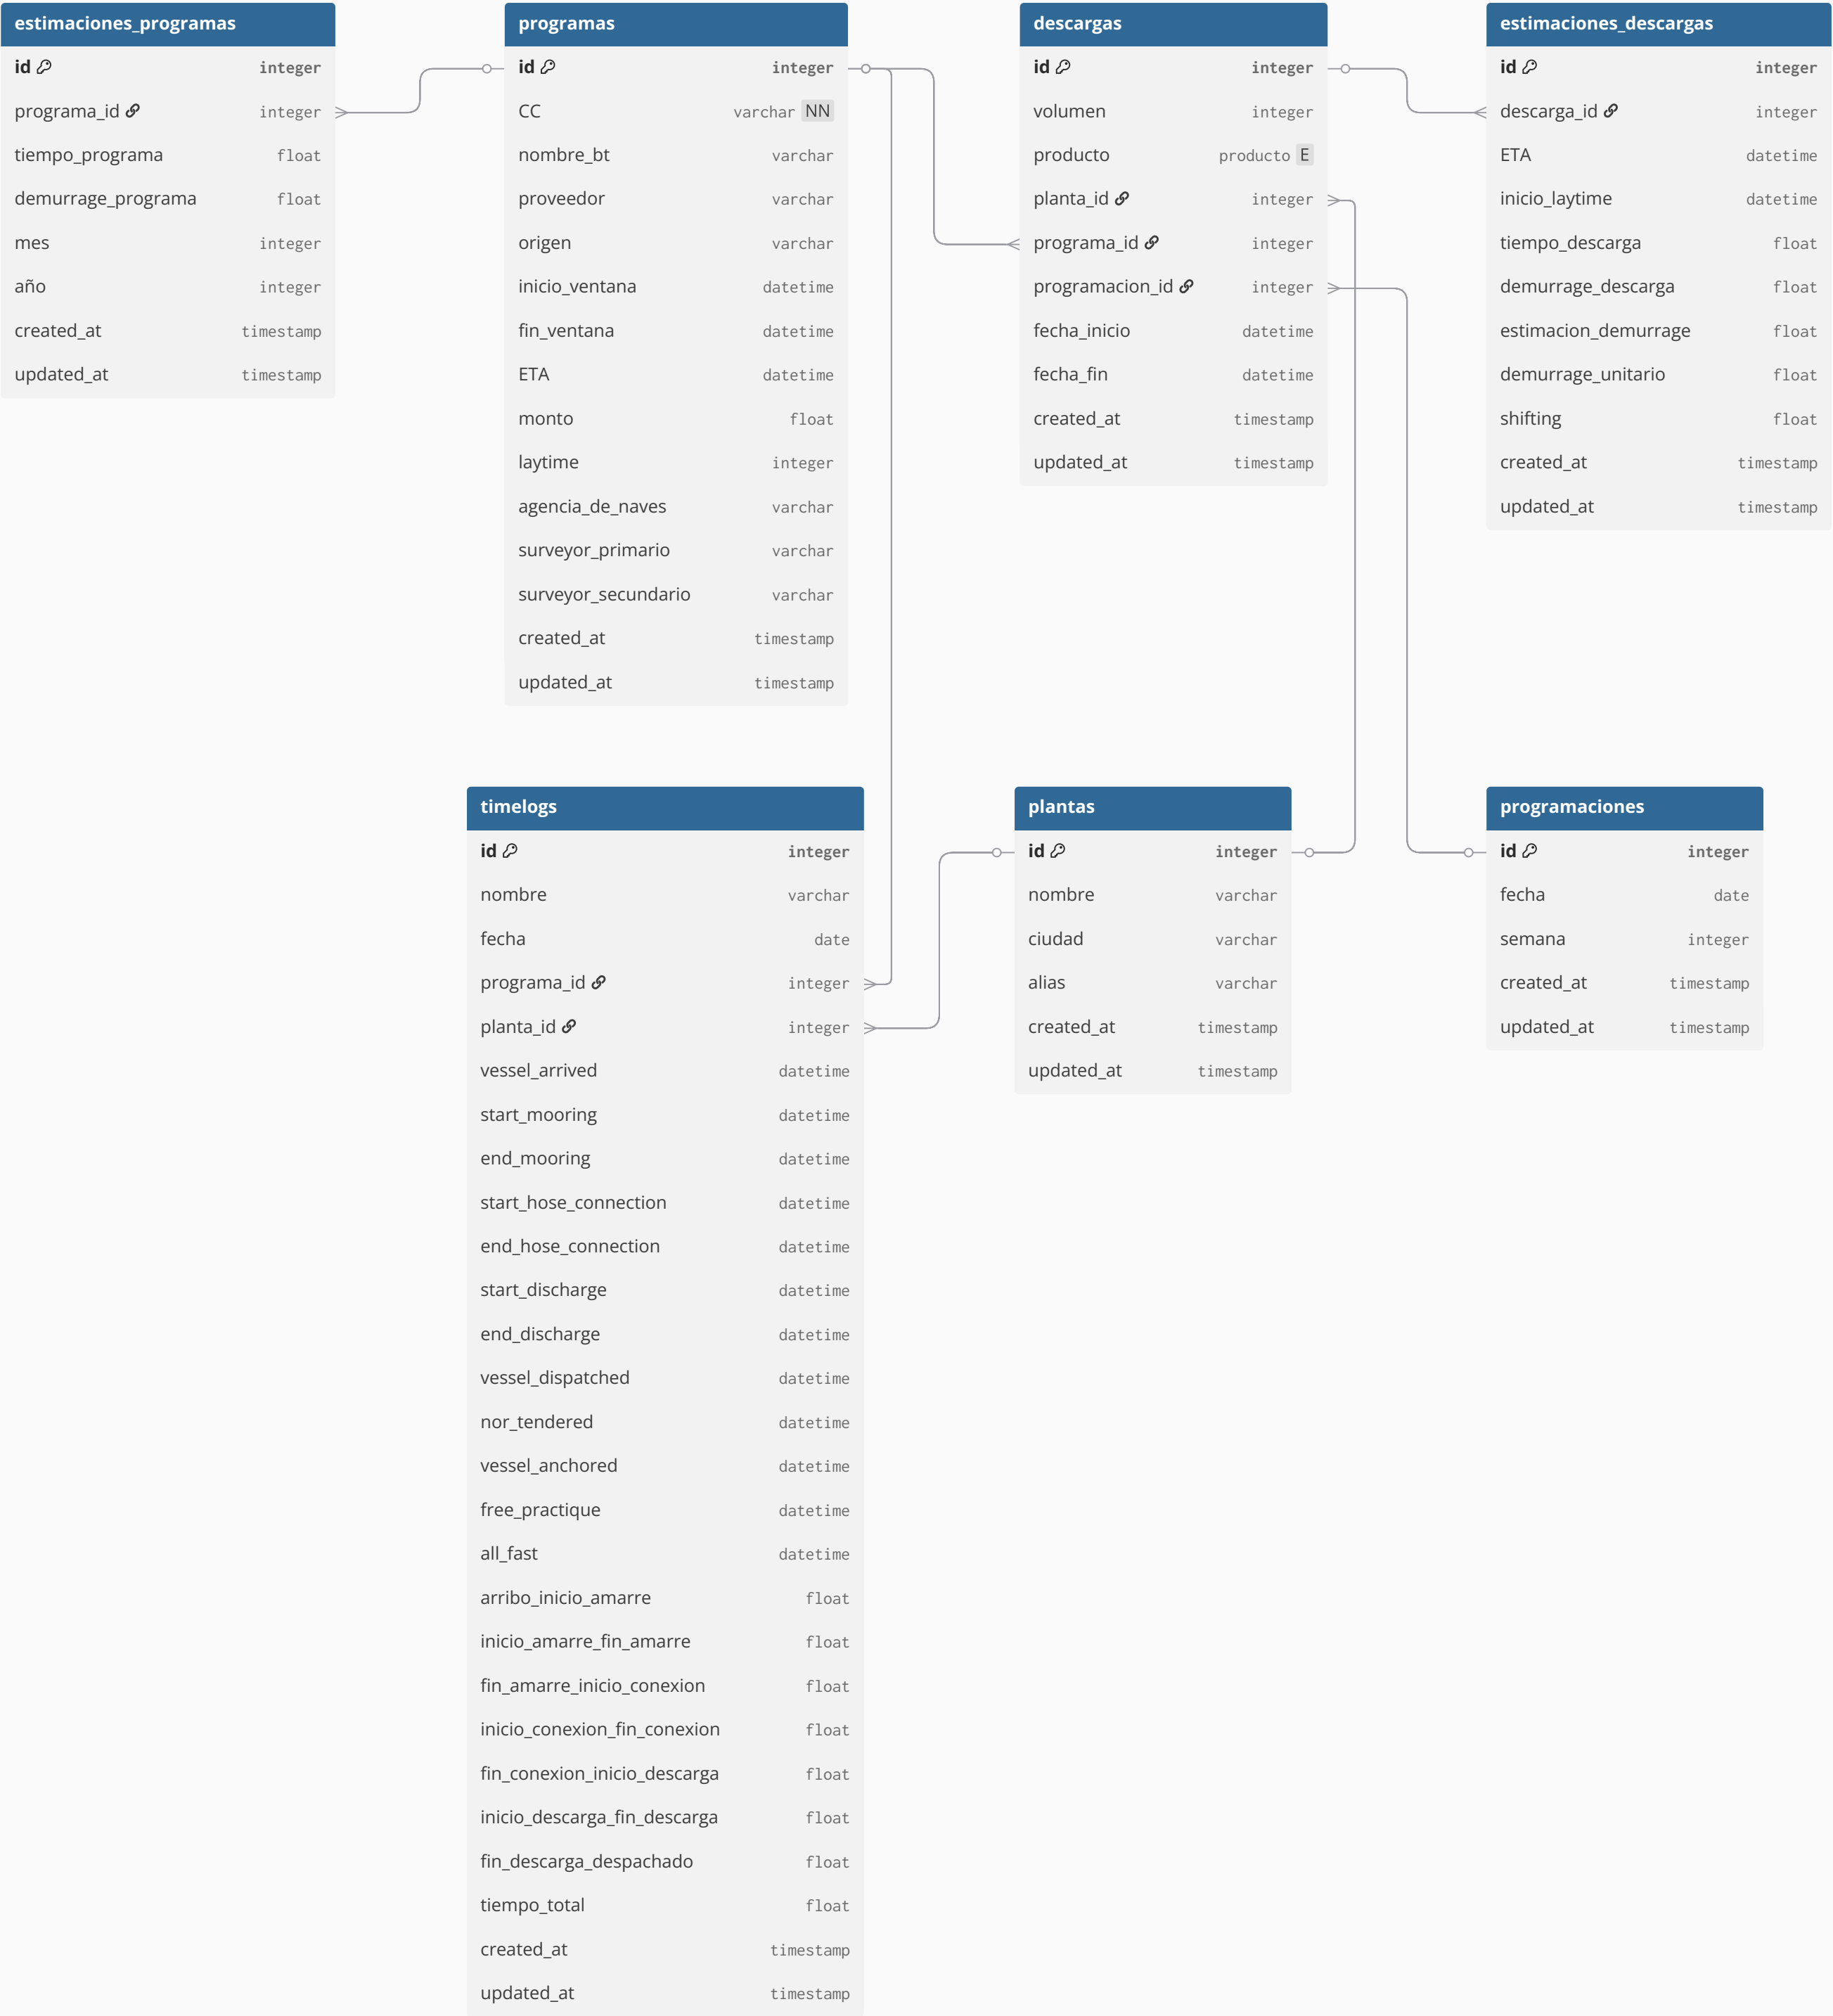 estimaciones_programas
id integer
programa_id integer
tiempo_programa float
demurrage_programa float
mes integer
año integer
created_at timestamp
updated_at timestamp
programas
id integer
CC varchar NN
nombre_bt varchar
proveedor varchar
origen varchar
inicio_ventana datetime
fin_ventana datetime
ETA datetime
monto float
laytime integer
agencia_de_naves varchar
surveyor_primario varchar
surveyor_secundario varchar
created_at timestamp
updated_at timestamp
descargas
id integer
volumen integer
producto producto E
planta_id integer
programa_id integer
programacion_id integer
fecha_inicio datetime
fecha_fin datetime
created_at timestamp
updated_at timestamp
estimaciones_descargas
id integer
descarga_id integer
ETA datetime
inicio_laytime datetime
tiempo_descarga float
demurrage_descarga float
estimacion_demurrage float
demurrage_unitario float
shifting float
created_at timestamp
updated_at timestamp
timelogs
id integer
nombre varchar
fecha date
programa_id integer
planta_id integer
vessel_arrived datetime
start_mooring datetime
end_mooring datetime
start_hose_connection datetime
end_hose_connection datetime
start_discharge datetime
end_discharge datetime
vessel_dispatched datetime
nor_tendered datetime
vessel_anchored datetime
free_practique datetime
all_fast datetime
arribo_inicio_amarre float
inicio_amarre_fin_amarre float
fin_amarre_inicio_conexion float
inicio_conexion_fin_conexion float
fin_conexion_inicio_descarga float
inicio_descarga_fin_descarga float
fin_descarga_despachado float
tiempo_total float
created_at timestamp
updated_at timestamp
plantas
id integer
nombre varchar
ciudad varchar
alias varchar
created_at timestamp
updated_at timestamp
programaciones
id integer
fecha date
semana integer
created_at timestamp
updated_at timestamp